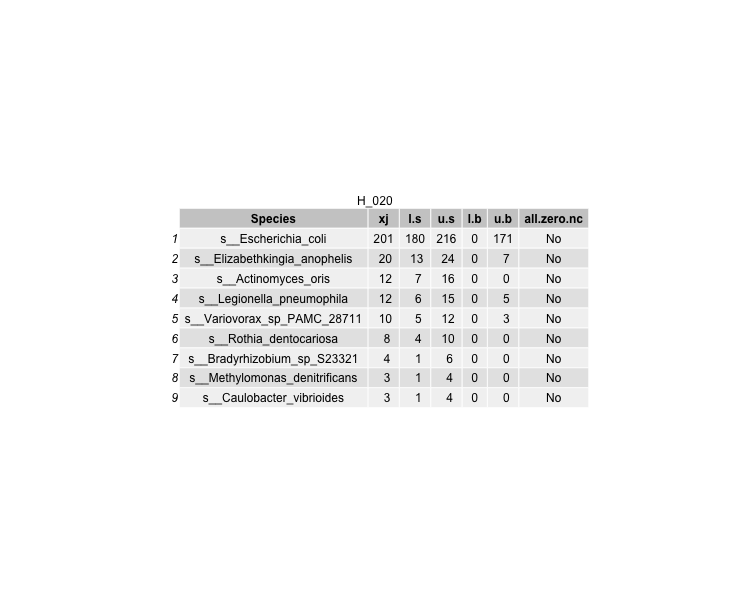 H_020
Species xj l.s u.s l.b u.b all.zero.nc
1 s__Escherichia_coli 201 180 216 0 171 No
2 s__Elizabethkingia_anophelis 20 13 24 0 7 No
3 s__Actinomyces_oris 12 7 16 0 0 No
4 s__Legionella_pneumophila 12 6 15 0 5 No
5 s__Variovorax_sp_PAMC_28711 10 5 12 0 3 No
6 s__Rothia_dentocariosa 8 4 10 0 0 No
7 s__Bradyrhizobium_sp_S23321 4 1 6 0 0 No
8 s__Methylomonas_denitrificans 3 1 4 0 0 No
9 s__Caulobacter_vibrioides 3 1 4 0 0 No